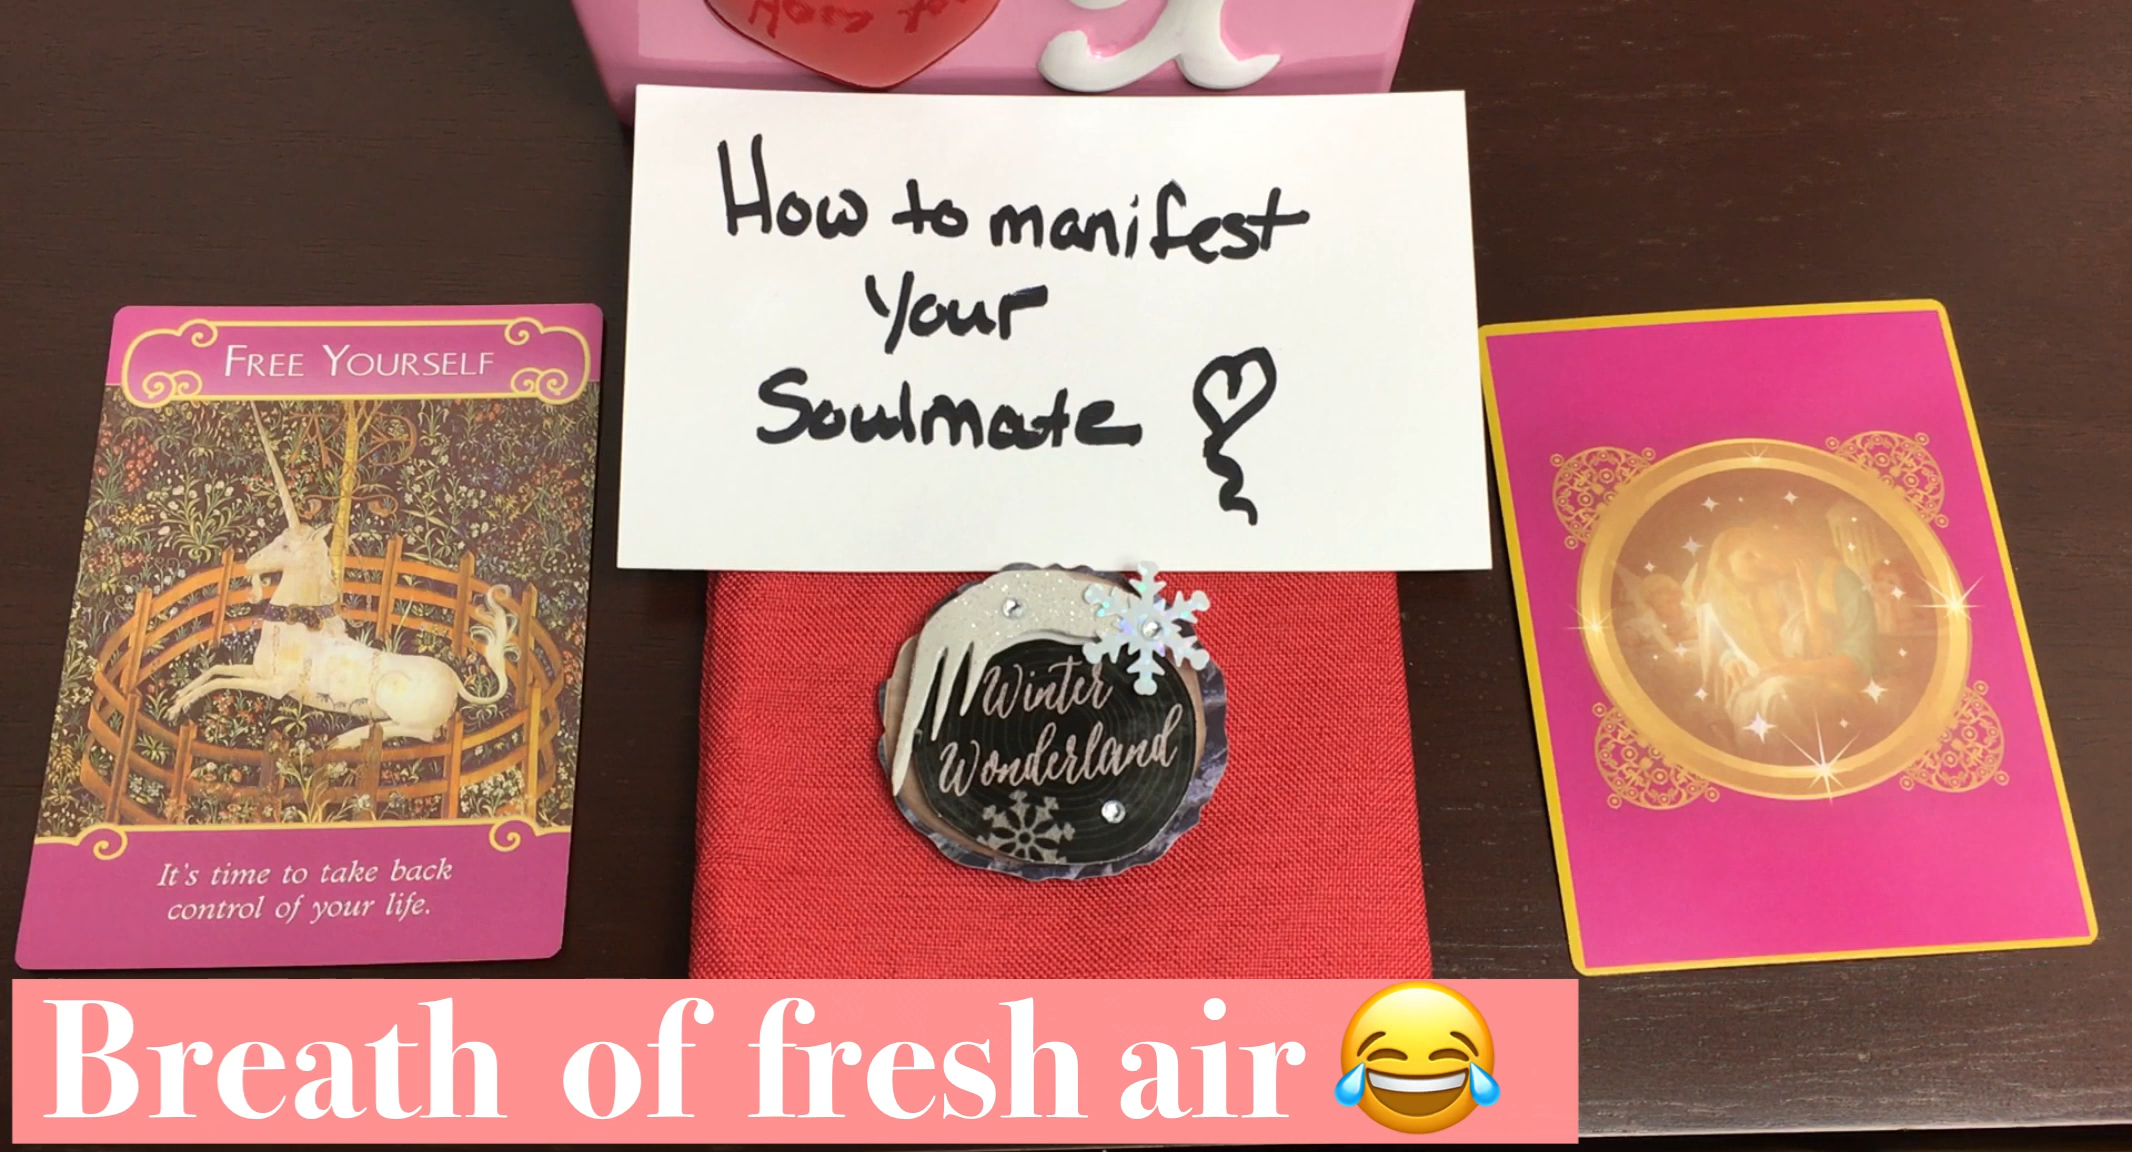 How to manifest
Your
Soulmate
FREE YOURSELF
It's time to take back
control of your life.
Winter
Wonderland
Breath of fresh air 😂